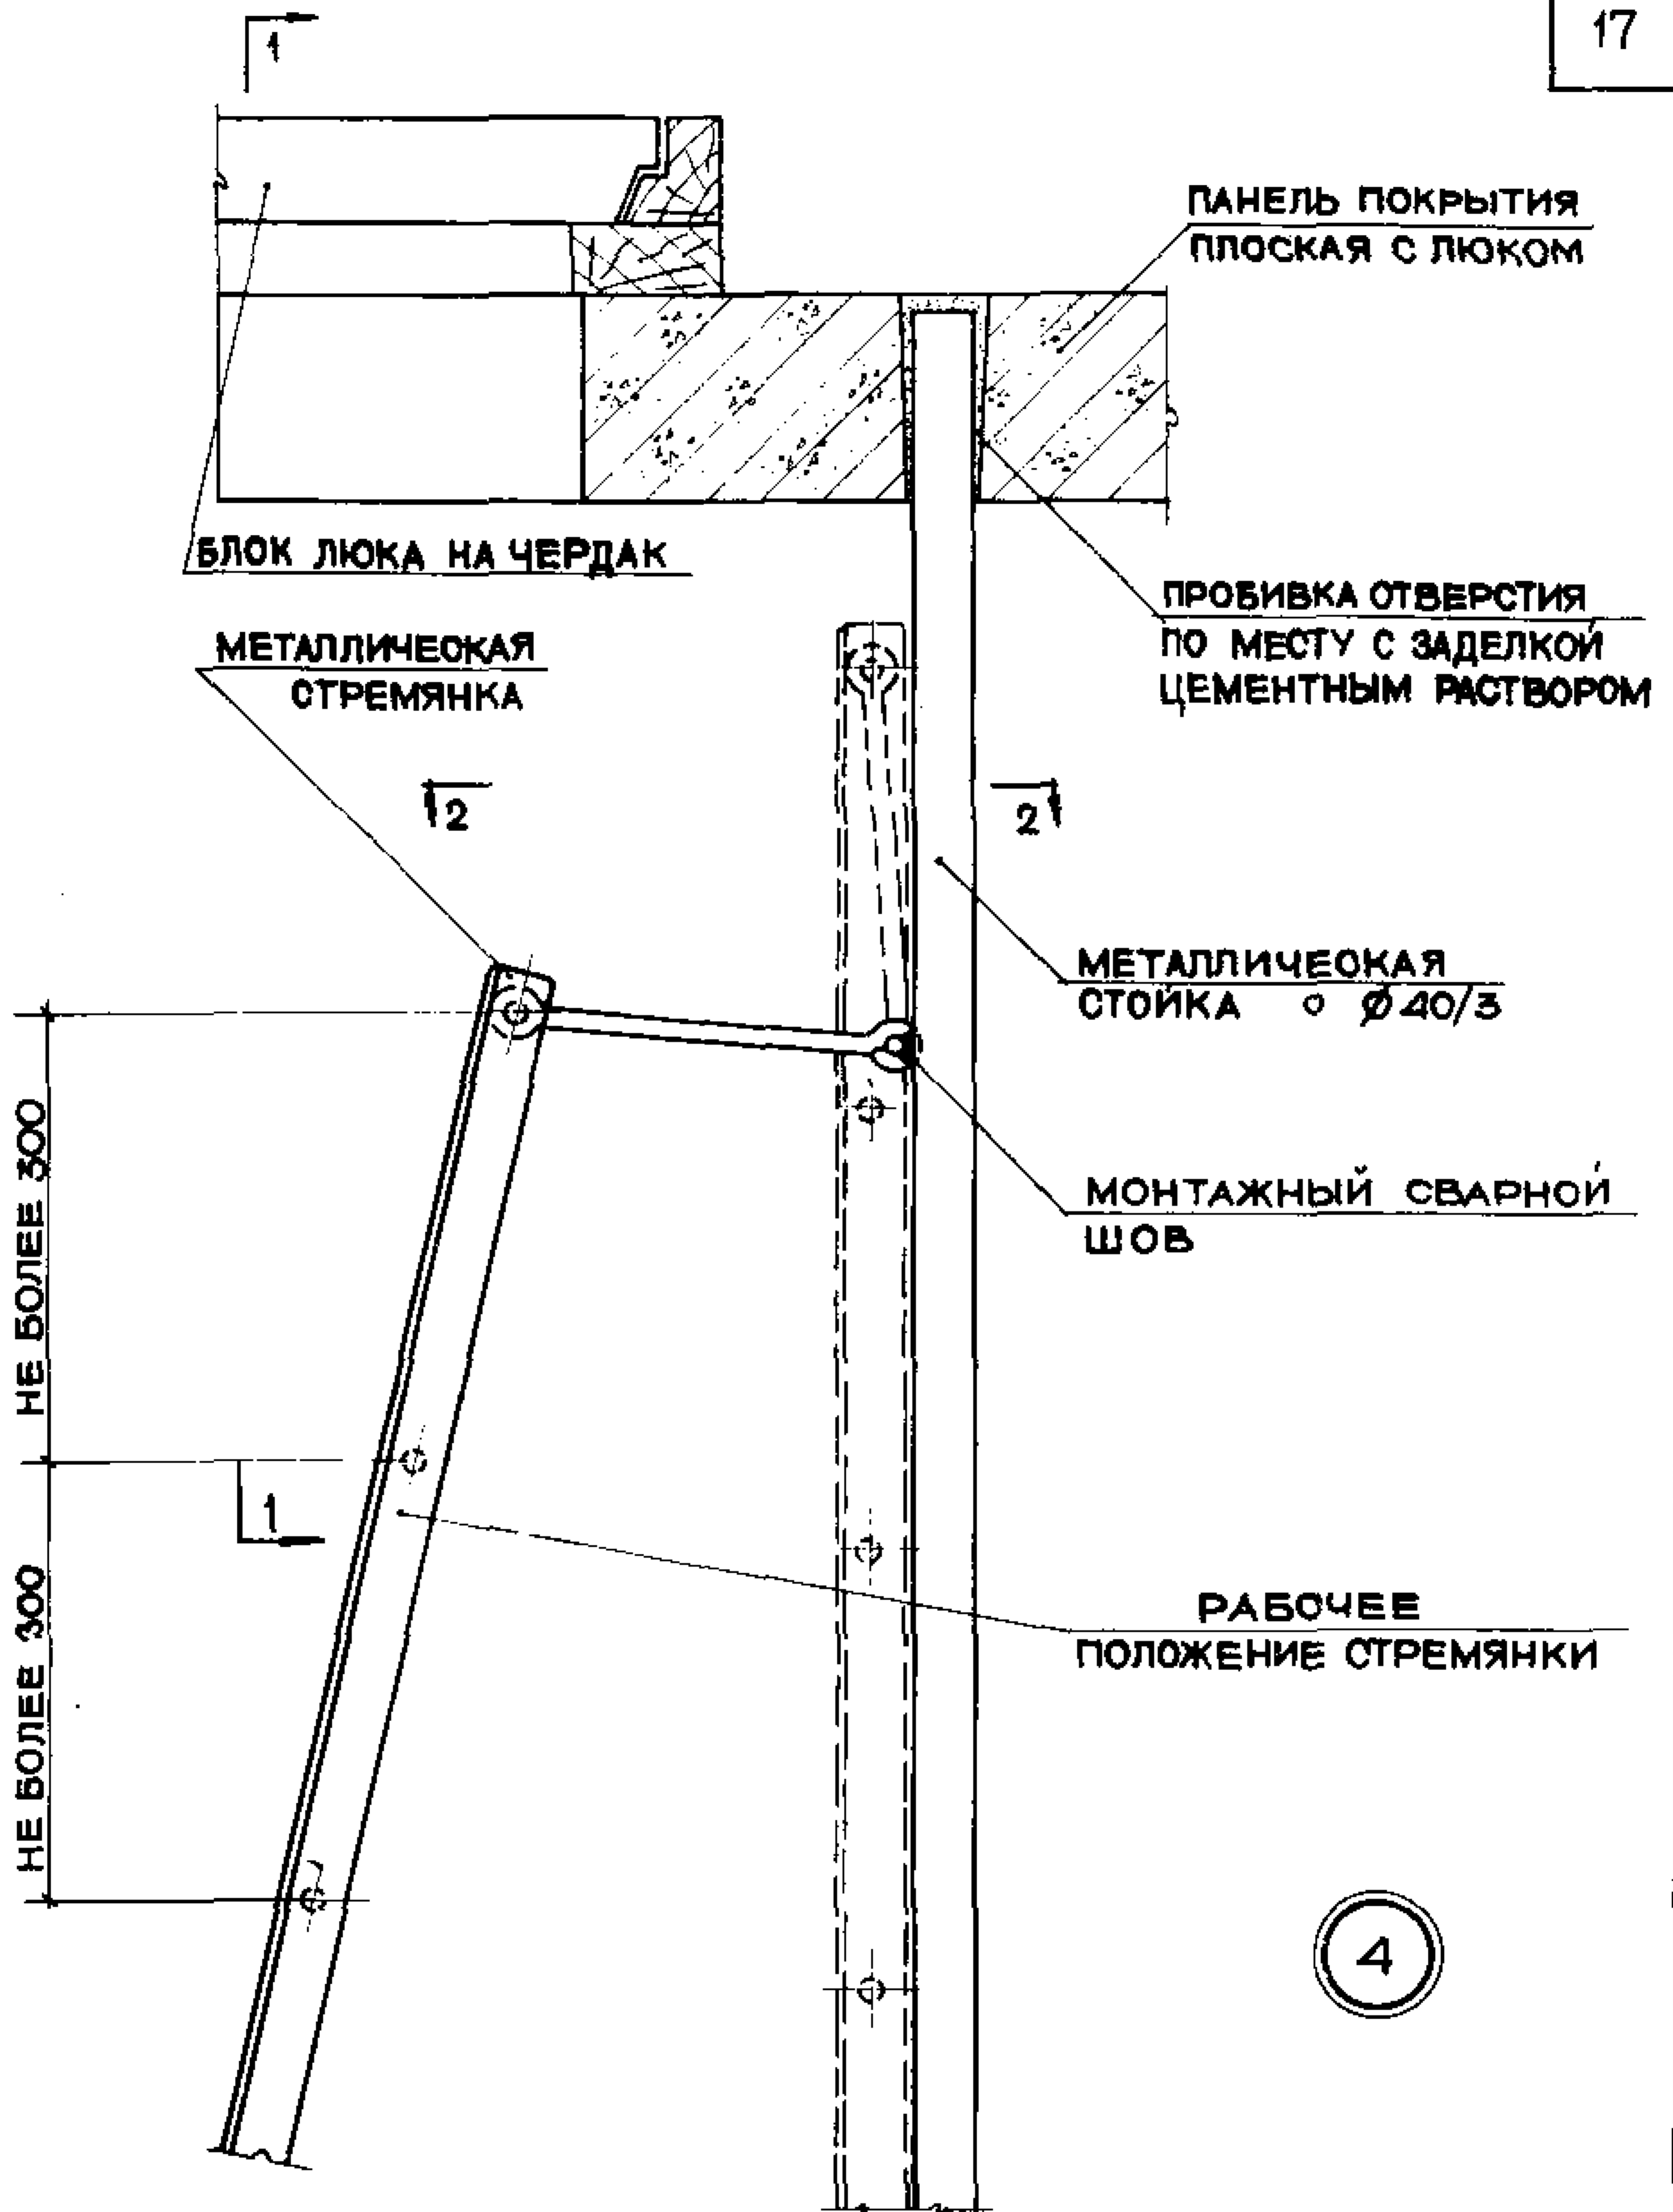 1
17
ПАНЕЛЬ ПОКРЫТИЯ
ПЛОСКАЯ С ЛЮКОМ
БЛОК ЛЮКА НА ЧЕРДАК
ПРОБИВКА ОТВЕРСТИЯ
ПО МЕСТУ С ЗАДЕЛКОЙ
ЦЕМЕНТНЫМ РАСТВОРОМ
МЕТАЛЛИЧЕСКАЯ
СТРЕМЯНКА
2
2
МЕТАЛЛИЧЕСКАЯ
СТОЙКА ○ Ø 40/3
НЕ БОЛЕЕ 300
МОНТАЖНЫЙ СВАРНОЙ
ШОВ
1
НЕ БОЛЕЕ 300
РАБОЧЕЕ
ПОЛОЖЕНИЕ СТРЕМЯНКИ
4